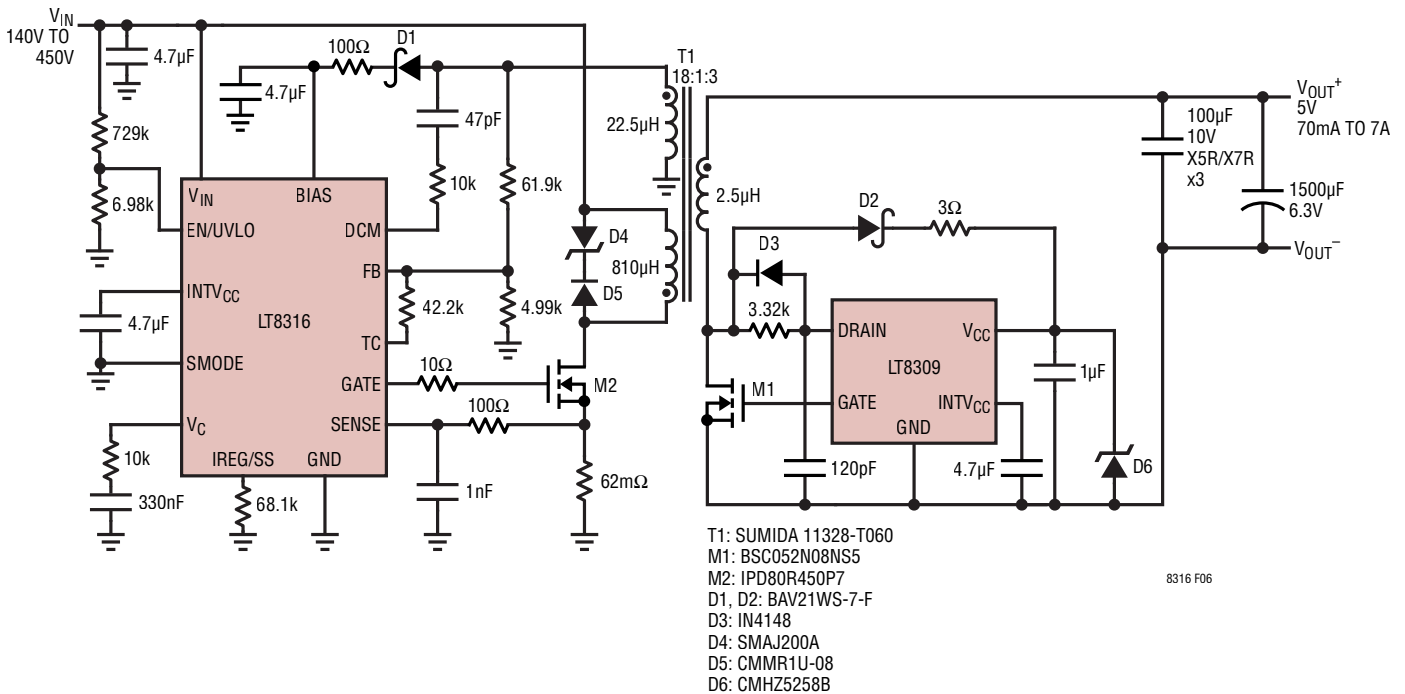 VIN
140V TO
450V
4.7µF
729k
6.98k
4.7µF
100Ω
D1
47pF
10k
61.9k
T1
18:1:3
22.5µH
2.5µH
810µH
D4
D5
VIN
BIAS
EN/UVLO
DCM
FB
INTVCC
LT8316
TC
SMODE
GATE
VC
SENSE
IREG/SS
GND
4.7µF
42.2k
4.99k
10Ω
M2
100Ω
62mΩ
1nF
10k
330nF
68.1k
VOUT+
5V
70mA TO 7A
100µF
10V
X5R/X7R
x3
1500µF
6.3V
VOUT–
D2
3Ω
D3
3.32k
DRAIN
VCC
LT8309
GATE
INTVCC
GND
M1
1µF
120pF
4.7µF
D6
T1: SUMIDA 11328-T060
M1: BSC052N08NS5
M2: IPD80R450P7
D1, D2: BAV21WS-7-F
D3: IN4148
D4: SMAJ200A
D5: CMMR1U-08
D6: CMHZ5258B
8316 F06